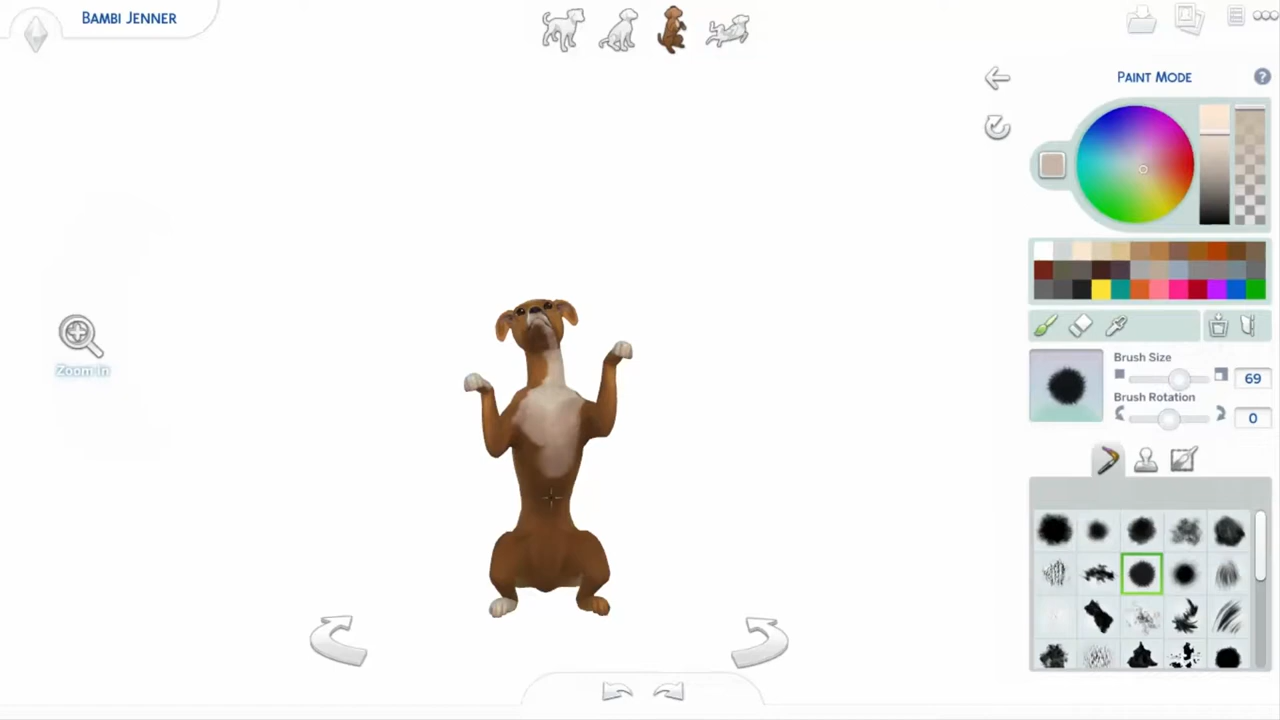 BAMBI JENNER
PAINT MODE
?
Zoom in
Brush Size
69
Brush Rotation
0